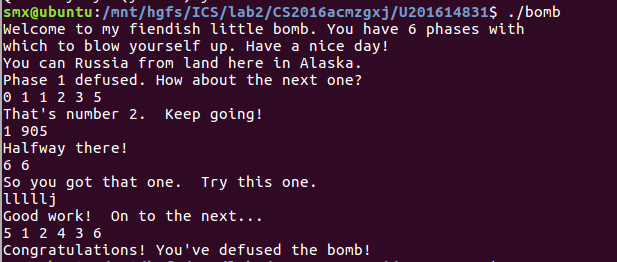 smx@ubuntu:/mnt/hgfs/ICS/lab2/CS2016acmzgxj/U201614831$ ./bomb
Welcome to my fiendish little bomb. You have 6 phases with
which to blow yourself up. Have a nice day!
You can Russia from land here in Alaska.
Phase 1 defused. How about the next one?
0 1 1 2 3 5
That's number 2.  Keep going!
1 905
Halfway there!
6 6
So you got that one.  Try this one.
lllllj
Good work!  On to the next...
5 1 2 4 3 6
Congratulations! You've defused the bomb!